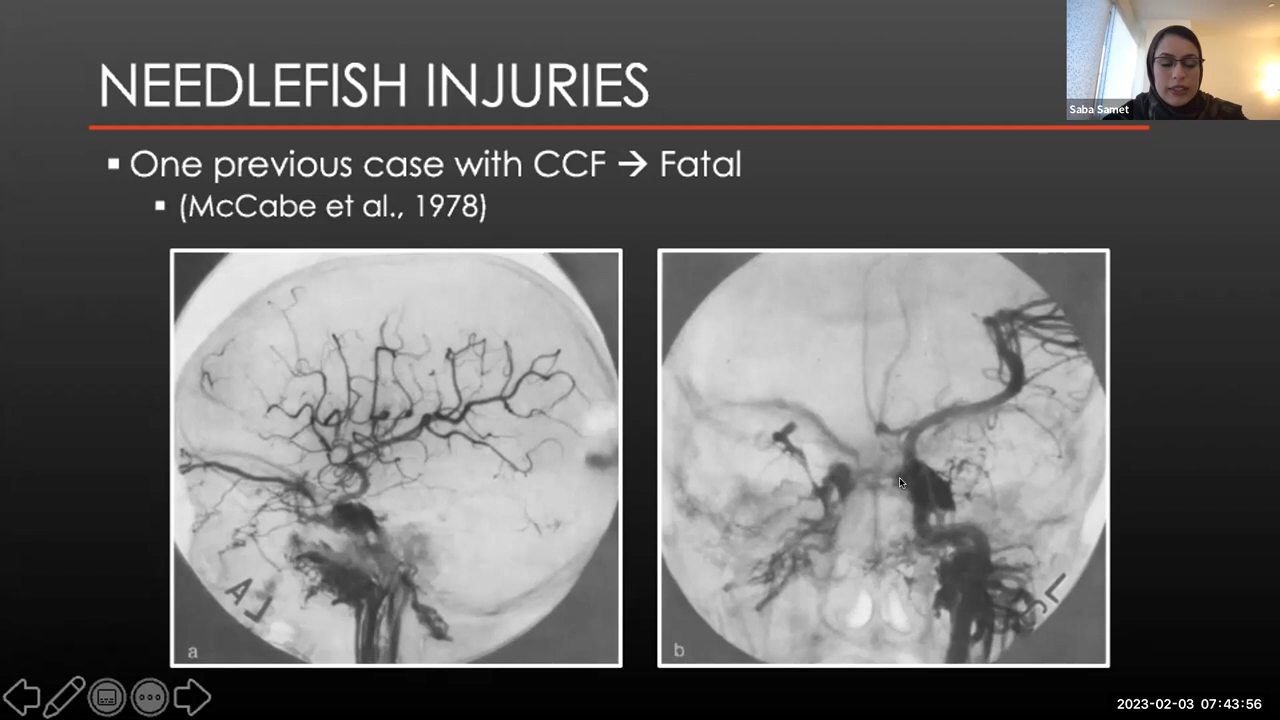 NEEDLEFISH INJURIES
Saba Samet
One previous case with CCF → Fatal
(McCabe et al., 1978)
a
b
2023-02-03 07:43:56